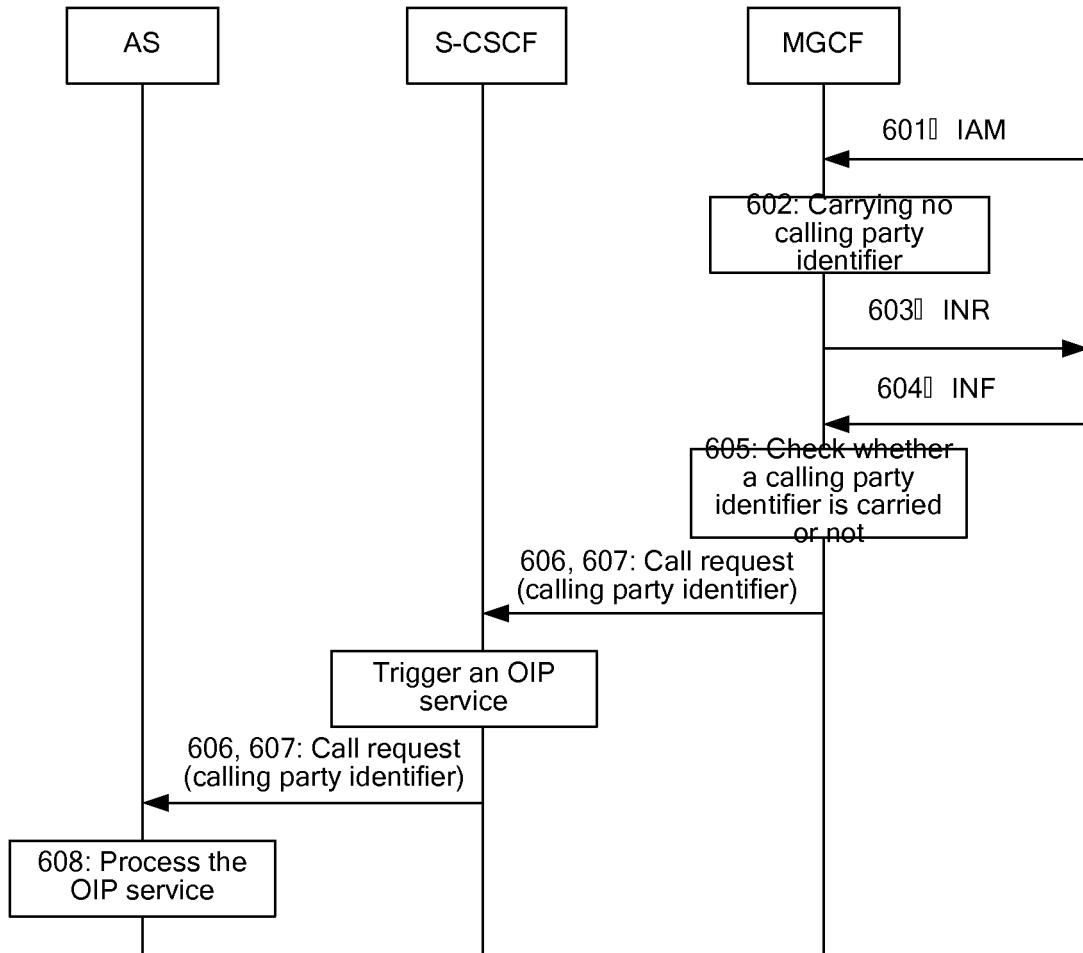 AS
S-CSCF
MGCF
601▯ IAM
602: Carrying no
calling party
identifier
603▯ INR
604▯ INF
605: Check whether
a calling party
identifier is carried
or not
606, 607: Call request
(calling party identifier)
Trigger an OIP
service
606, 607: Call request
(calling party identifier)
608: Process the
OIP service